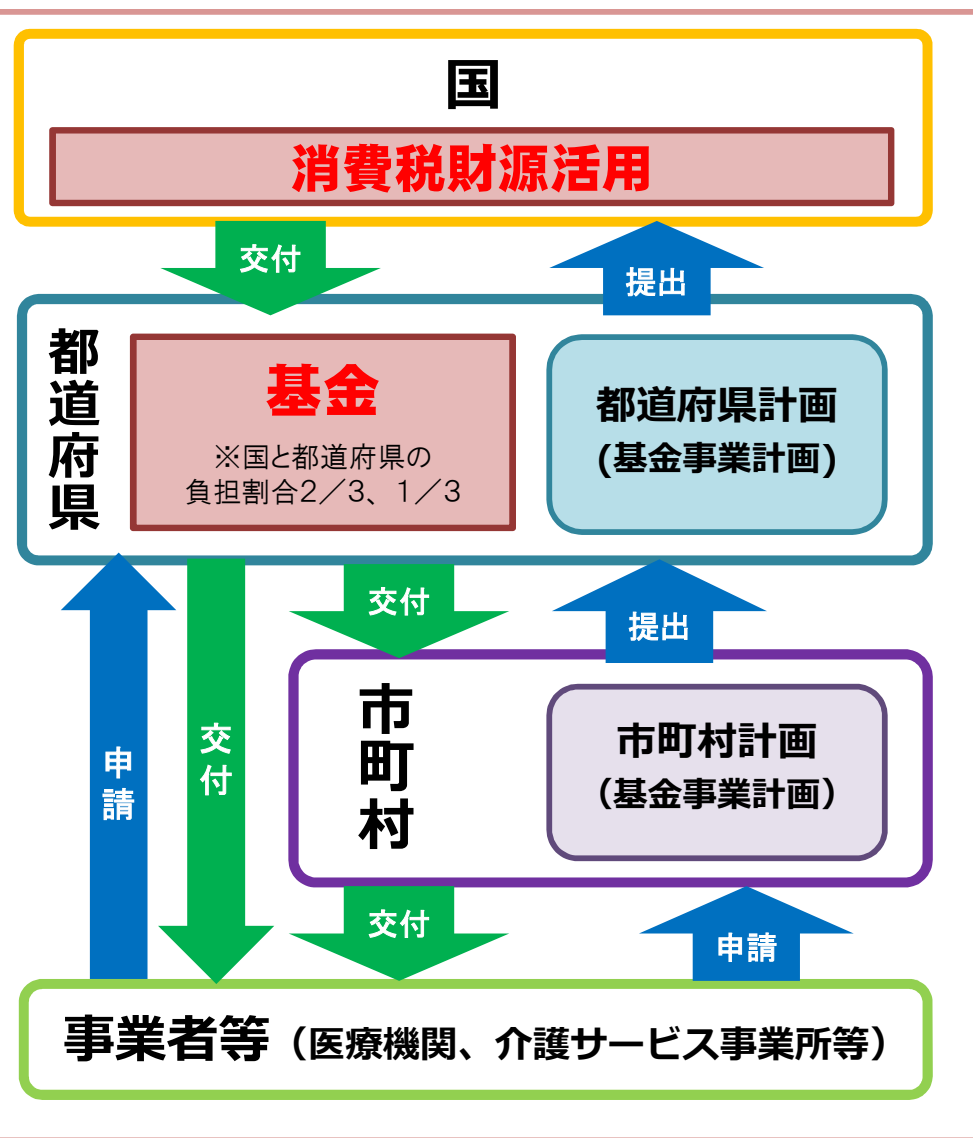 国
消費税財源活用
交付
提出
都道府県
基金
※国と都道府県の
負担割合2／3、1／3
都道府県計画
(基金事業計画)
交付
提出
申請
交付
市町村
市町村計画
（基金事業計画）
交付
申請
事業者等（医療機関、介護サービス事業所等）